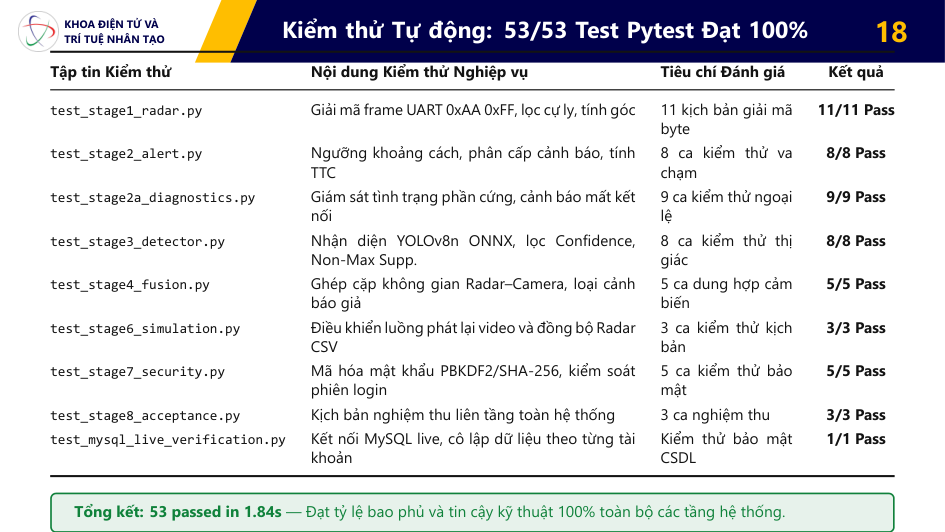 KHOA ĐIỆN TỬ VÀ
TRÍ TUỆ NHÂN TẠO
Kiểm thử Tự động: 53/53 Test Pytest Đạt 100%
18
Tập tin Kiểm thử Nội dung Kiểm thử Nghiệp vụ Tiêu chí Đánh giá Kết quả
test_stage1_radar.py Giải mã frame UART 0xAA 0xFF, lọc cự ly, tính góc 11 kịch bản giải mã 11/11 Pass
byte
test_stage2_alert.py Ngưỡng khoảng cách, phân cấp cảnh báo, tính 8 ca kiểm thử va 8/8 Pass
TTC chạm
test_stage2a_diagnostics.py Giám sát tình trạng phần cứng, cảnh báo mất kết 9 ca kiểm thử ngoại 9/9 Pass
nối lệ
test_stage3_detector.py Nhận diện YOLOv8n ONNX, lọc Confidence, 8 ca kiểm thử thị 8/8 Pass
Non-Max Supp. giác
test_stage4_fusion.py Ghép cặp không gian Radar–Camera, loại cảnh 5 ca dung hợp cảm 5/5 Pass
báo giả biến
test_stage6_simulation.py Điều khiển luồng phát lại video và đồng bộ Radar 3 ca kiểm thử kịch 3/3 Pass
CSV bản
test_stage7_security.py Mã hóa mật khẩu PBKDF2/SHA-256, kiểm soát 5 ca kiểm thử bảo 5/5 Pass
phiên login mật
test_stage8_acceptance.py Kịch bản nghiệm thu liên tầng toàn hệ thống 3 ca nghiệm thu 3/3 Pass
test_mysql_live_verification.py Kết nối MySQL live, cô lập dữ liệu theo từng tài Kiểm thử bảo mật 1/1 Pass
khoản CSDL
Tổng kết: 53 passed in 1.84s — Đạt tỷ lệ bao phủ và tin cậy kỹ thuật 100% toàn bộ các tầng hệ thống.